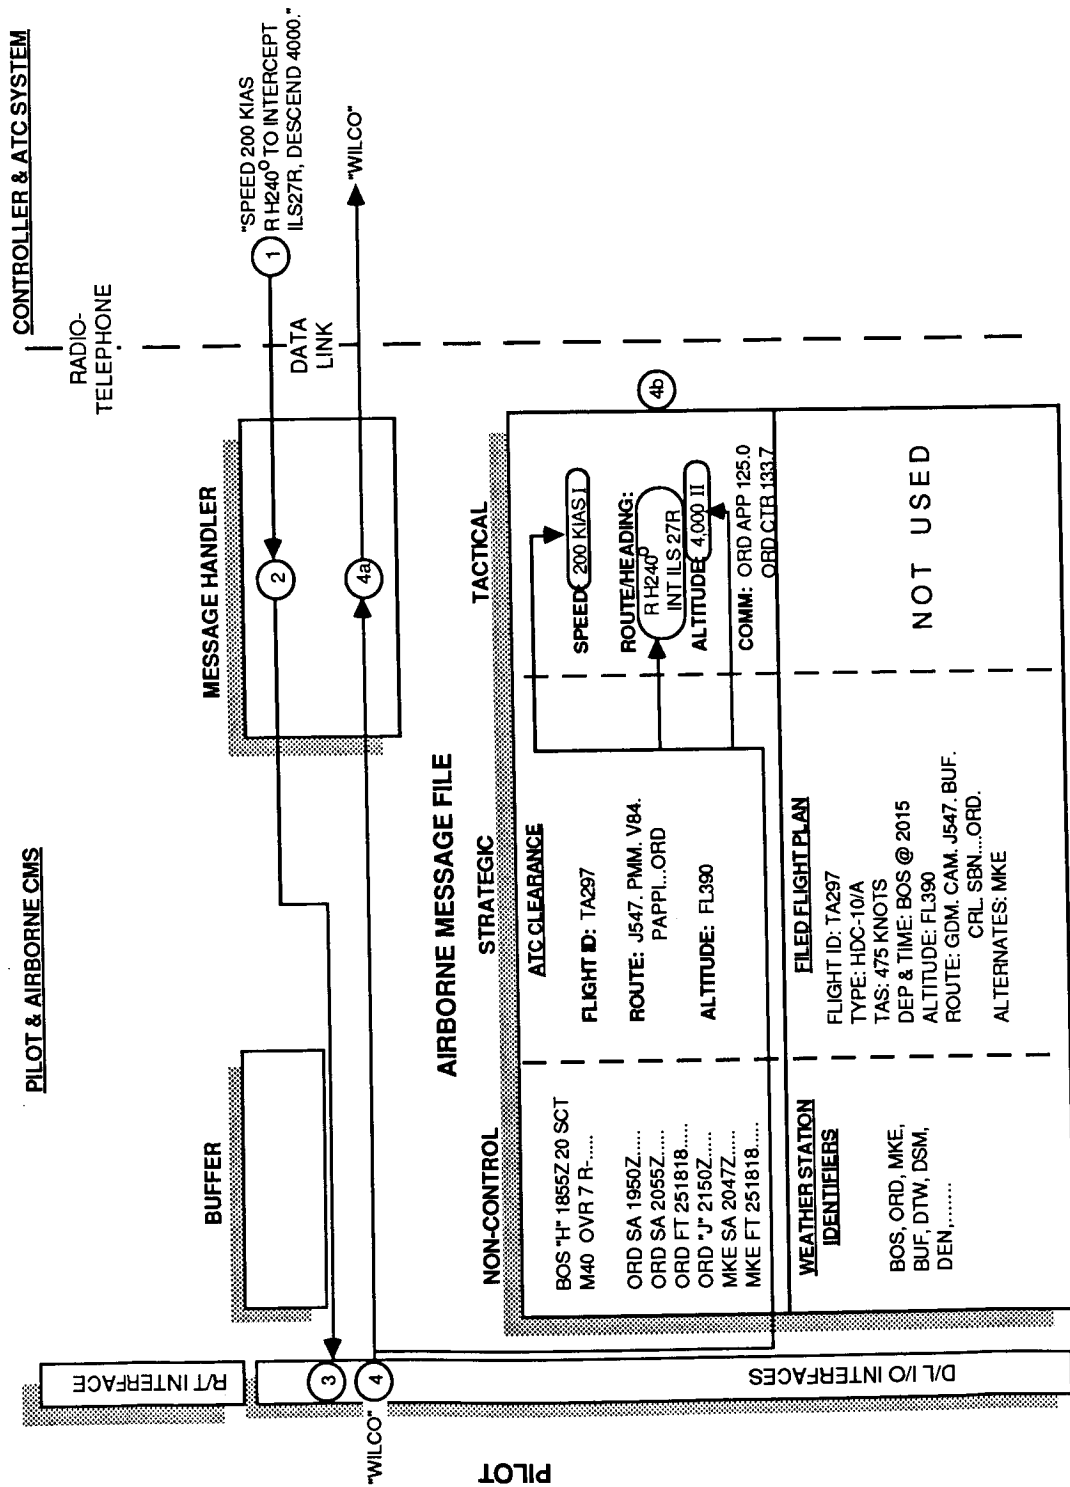 PILOT & AIRBORNE CMS
CONTROLLER & ATC SYSTEM
RADIO-
TELEPHONE
R/T INTERFACE
BUFFER
MESSAGE HANDLER
2
4a
1
"SPEED 200 KIAS
R H240° TO INTERCEPT
ILS27R, DESCEND 4000."
DATA
LINK
"WILCO"
3
4
"WILCO"
PILOT
D/L I/O INTERFACES
AIRBORNE MESSAGE FILE
NON-CONTROL
STRATEGIC
TACTICAL
BOS "H" 1855Z 20 SCT
M40 OVR 7 R-.....
ORD SA 1950Z.....
ORD SA 2055Z.....
ORD FT 251818.....
ORD "J" 2150Z.....
MKE SA 2047Z.....
MKE FT 251818.....
ATC CLEARANCE
FLIGHT ID: TA297
ROUTE: J547. PMM. V84.
PAPPI...ORD
ALTITUDE: FL390
SPEED: 200 KIAS I
ROUTE/HEADING:
R H240°
INT ILS 27R
ALTITUDE: 4,000 II
COMM: ORD APP 125.0
ORD CTR 133.7
4b
WEATHER STATION
IDENTIFIERS
BOS, ORD, MKE,
BUF, DTW, DSM,
DEN,........
FILED FLIGHT PLAN
FLIGHT ID: TA297
TYPE: HDC-10/A
TAS: 475 KNOTS
DEP & TIME: BOS @ 2015
ALTITUDE: FL390
ROUTE: GDM. CAM. J547. BUF.
CRL. SBN....ORD.
ALTERNATES: MKE
NOT USED